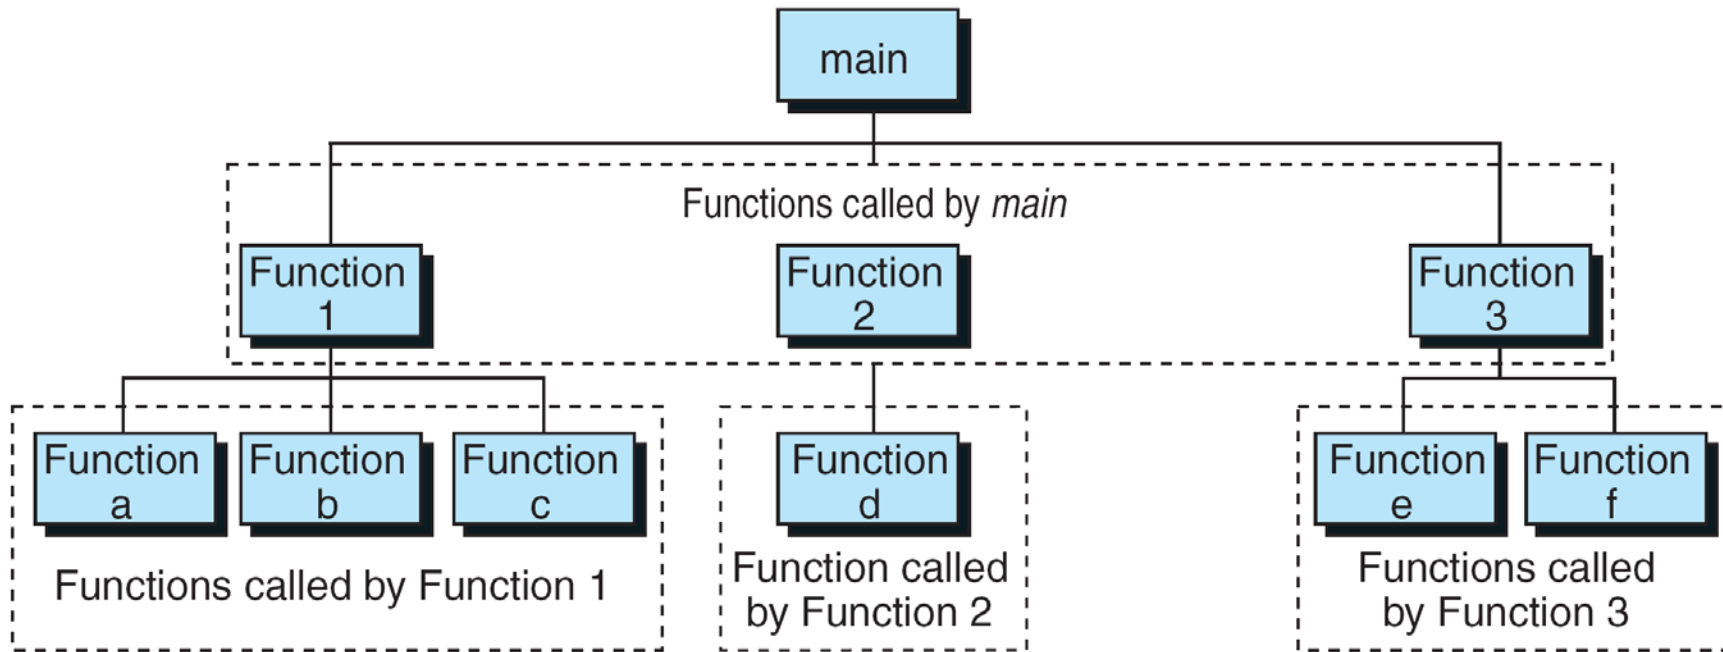 main
Functions called by main
Function
1
Function
2
Function
3
Function
a
Function
b
Function
c
Function
d
Function
e
Function
f
Functions called by Function 1
Function called
by Function 2
Functions called
by Function 3